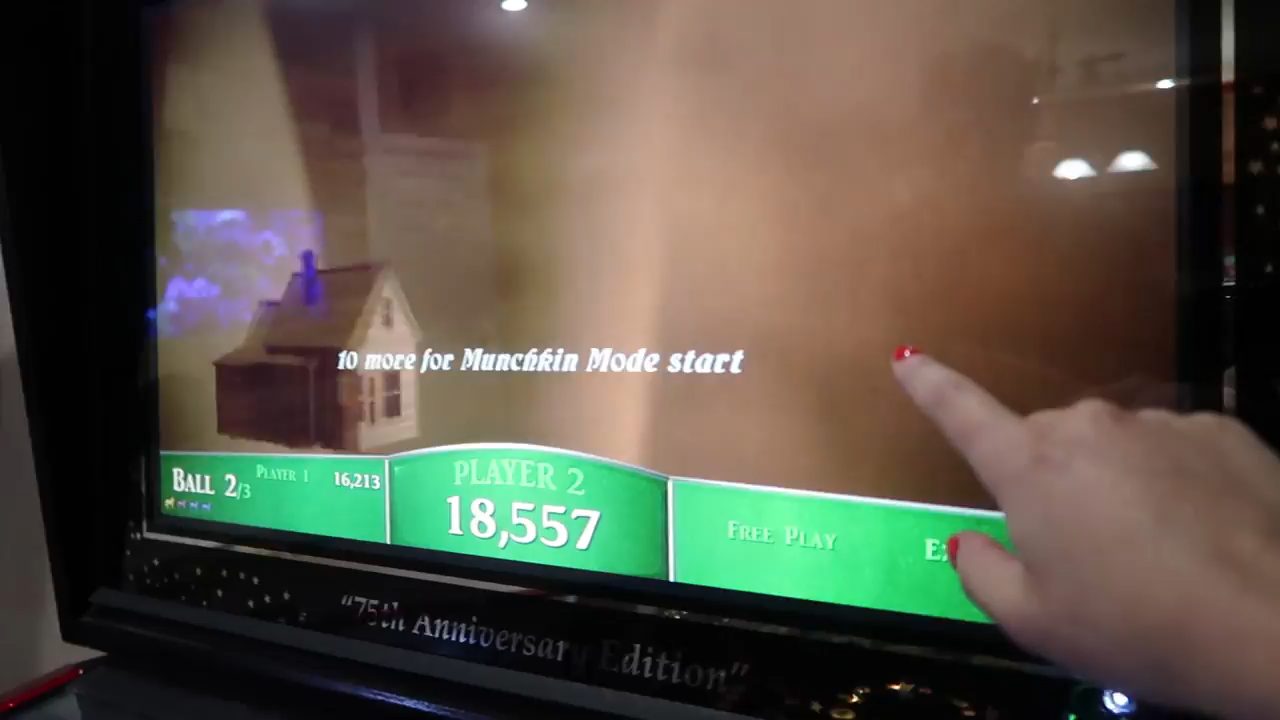 10 more for Munchkin Mode start
BALL 2/3
PLAYER 1
16,213
PLAYER 2
18,557
FREE PLAY
"75th Anniversary Edition"